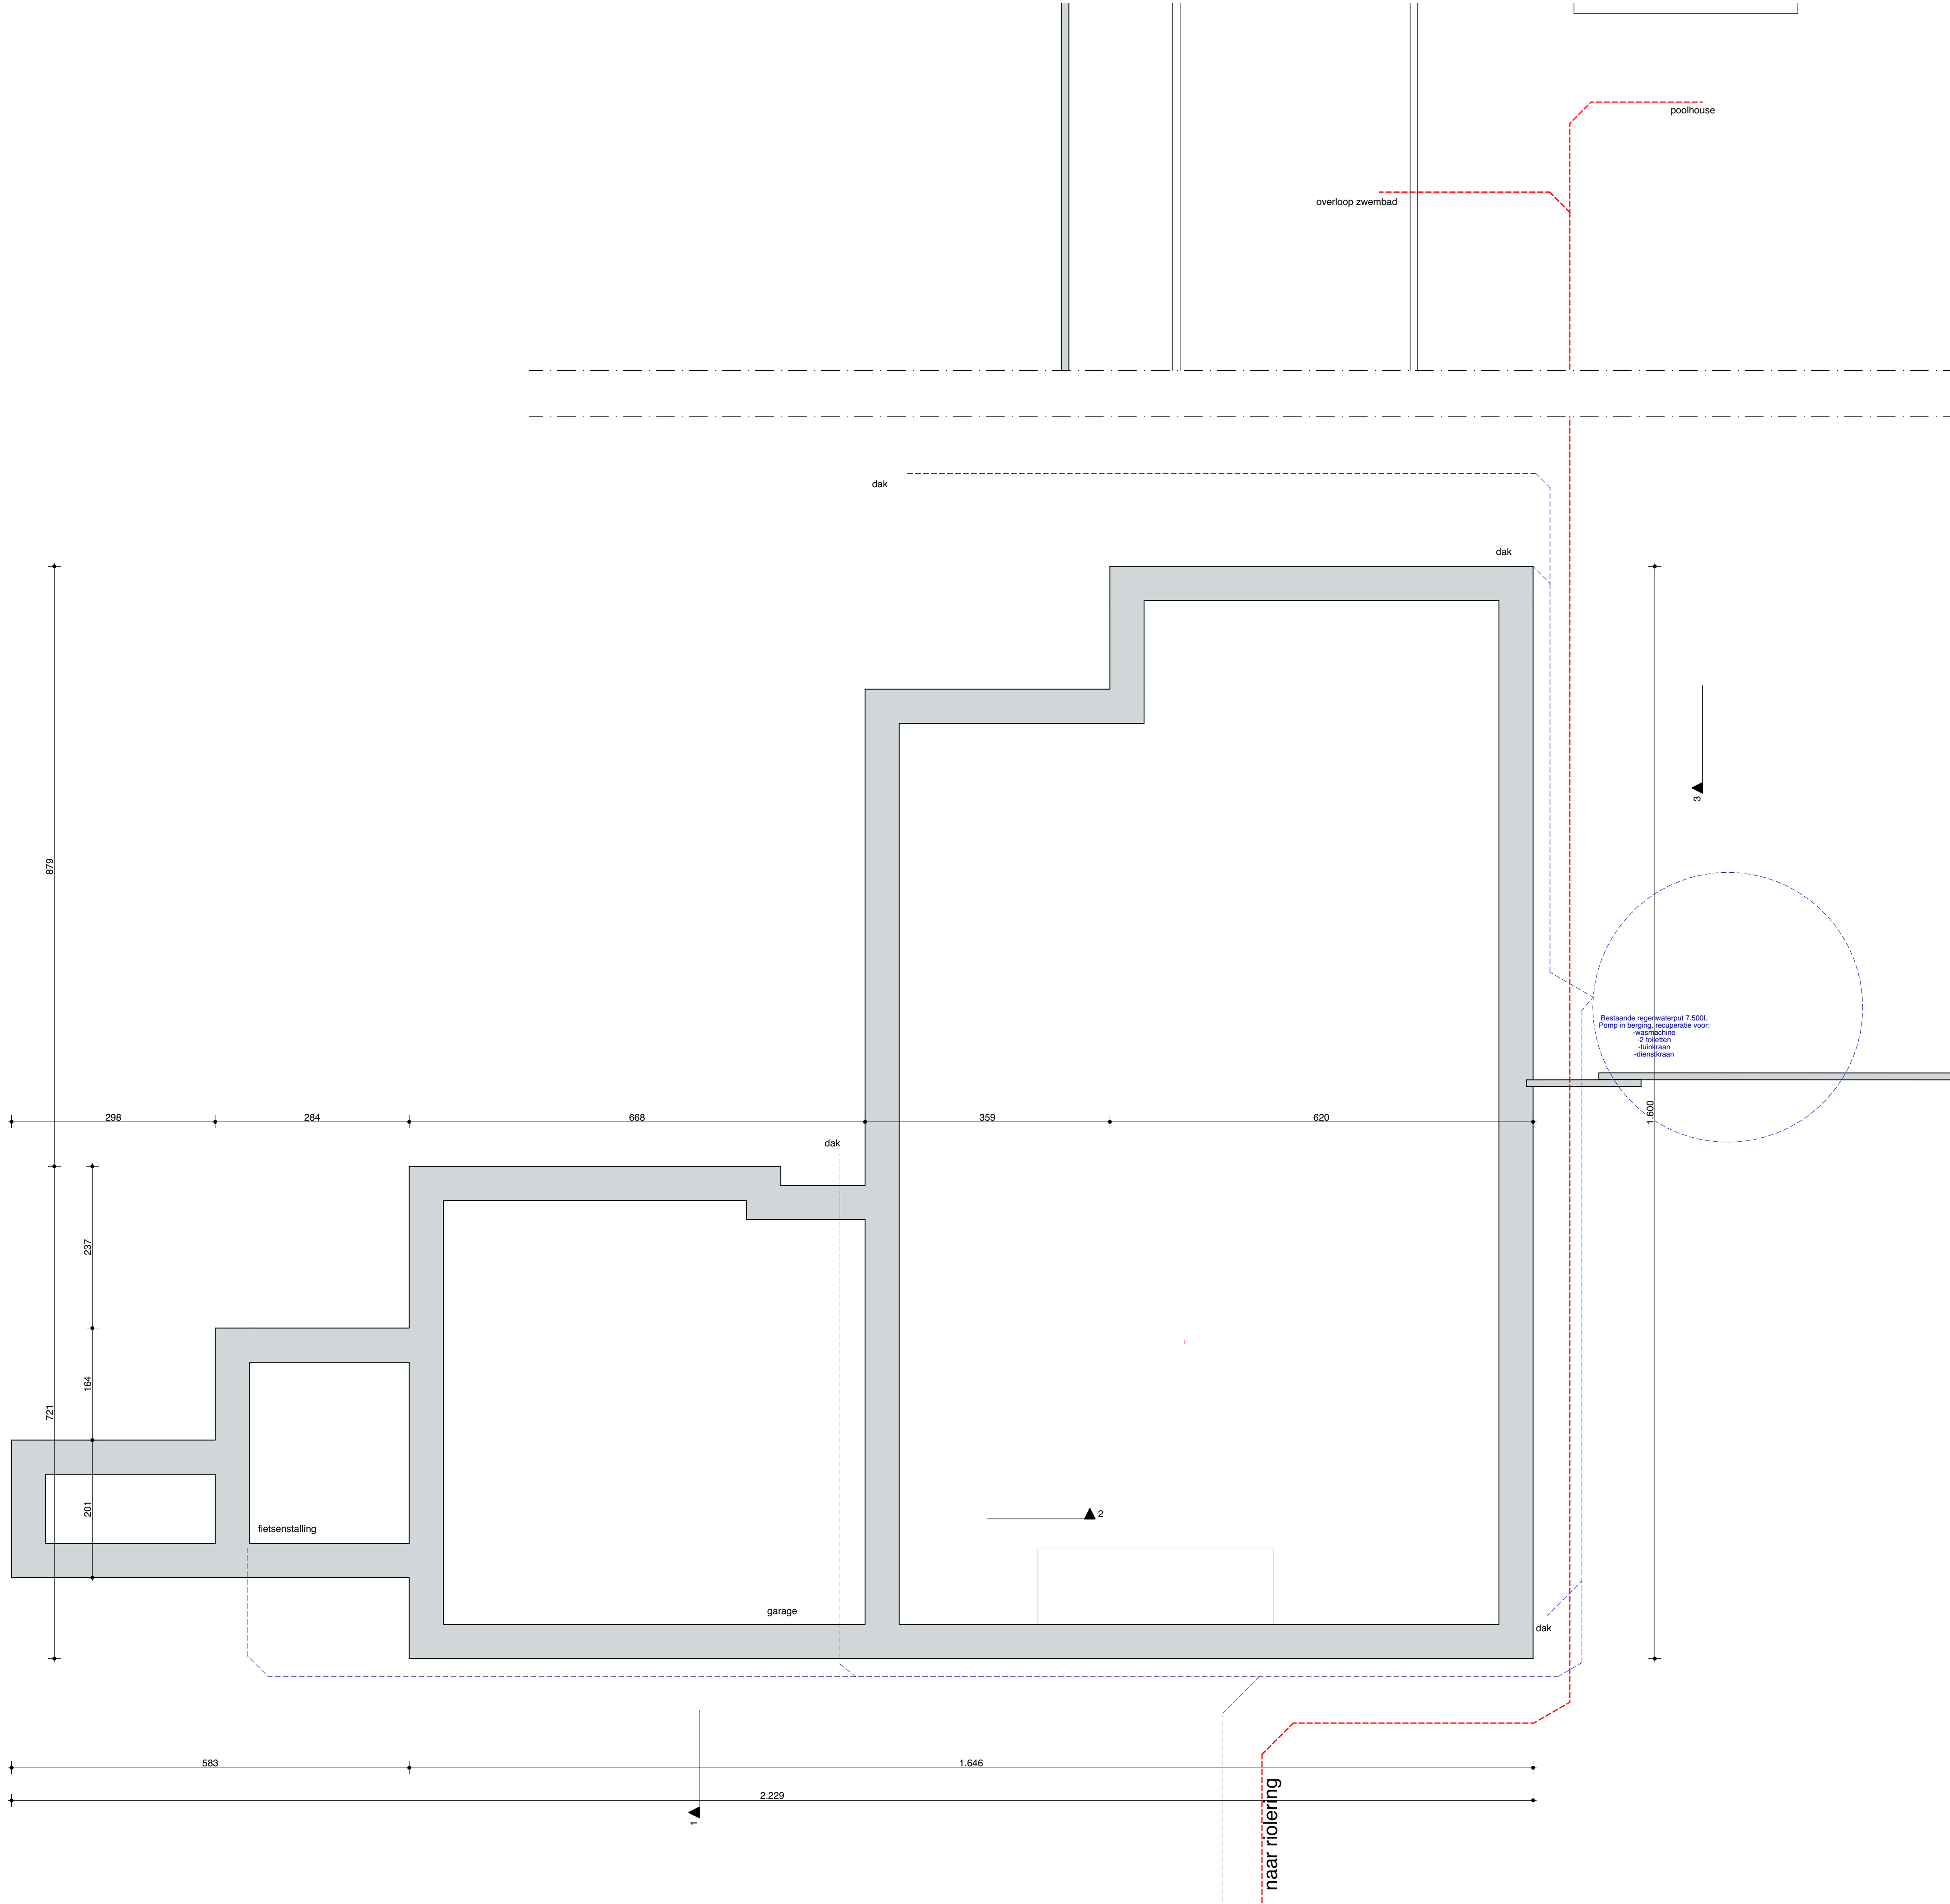 poolhouse
overloop zwembad
dak
dak
879
3
Bestaande regenwaterput 7.500L
Pomp in berging, recuperatie voor:
-wasmachine
-2 toiletten
-tuinkraan
-dienstkraan
298
284
668
359
620
1.600
dak
237
164
721
201
fietsenstalling
2
garage
dak
583
1.646
2.229
1
naar riolering